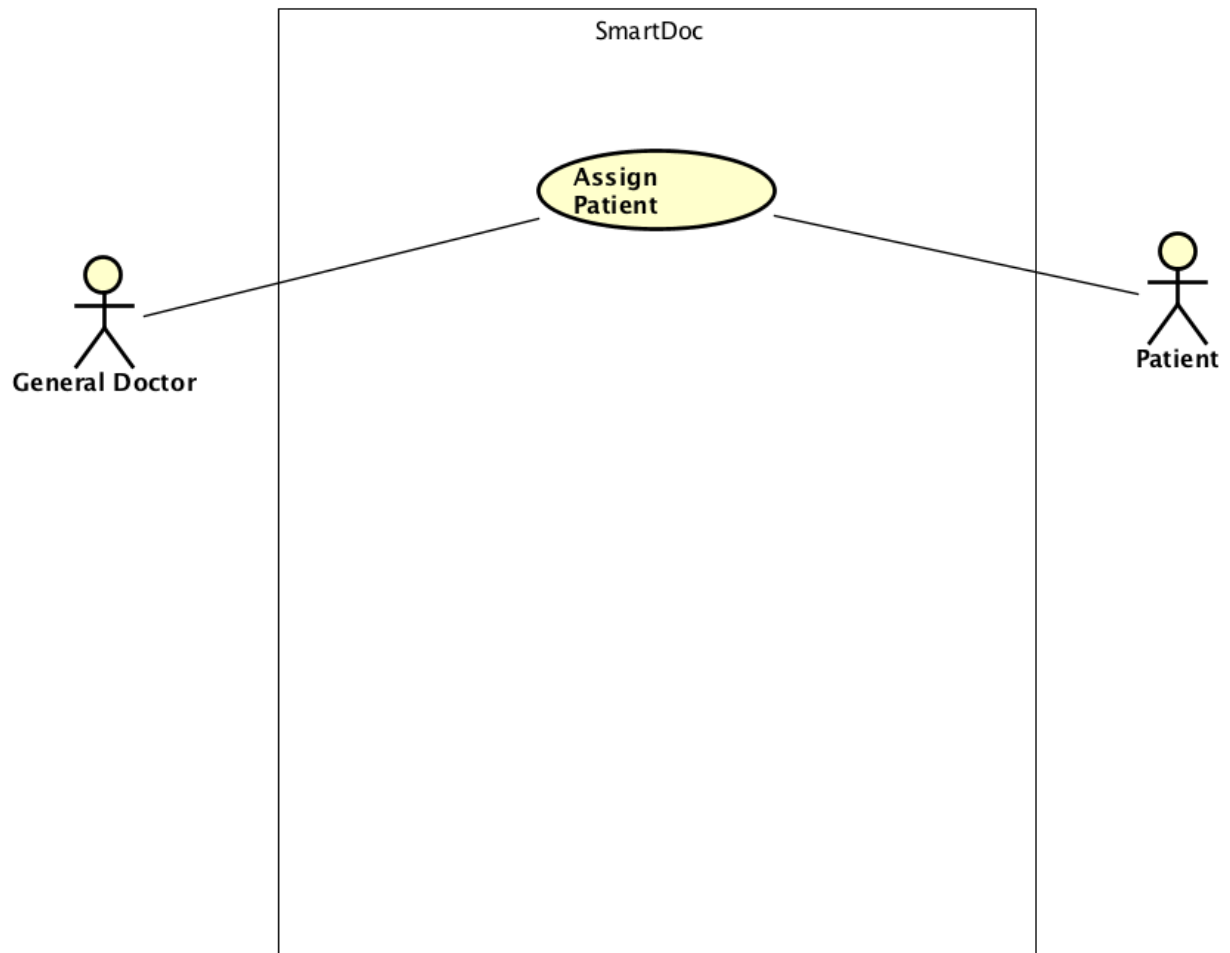 SmartDoc
Assign
Patient
General Doctor
Patient